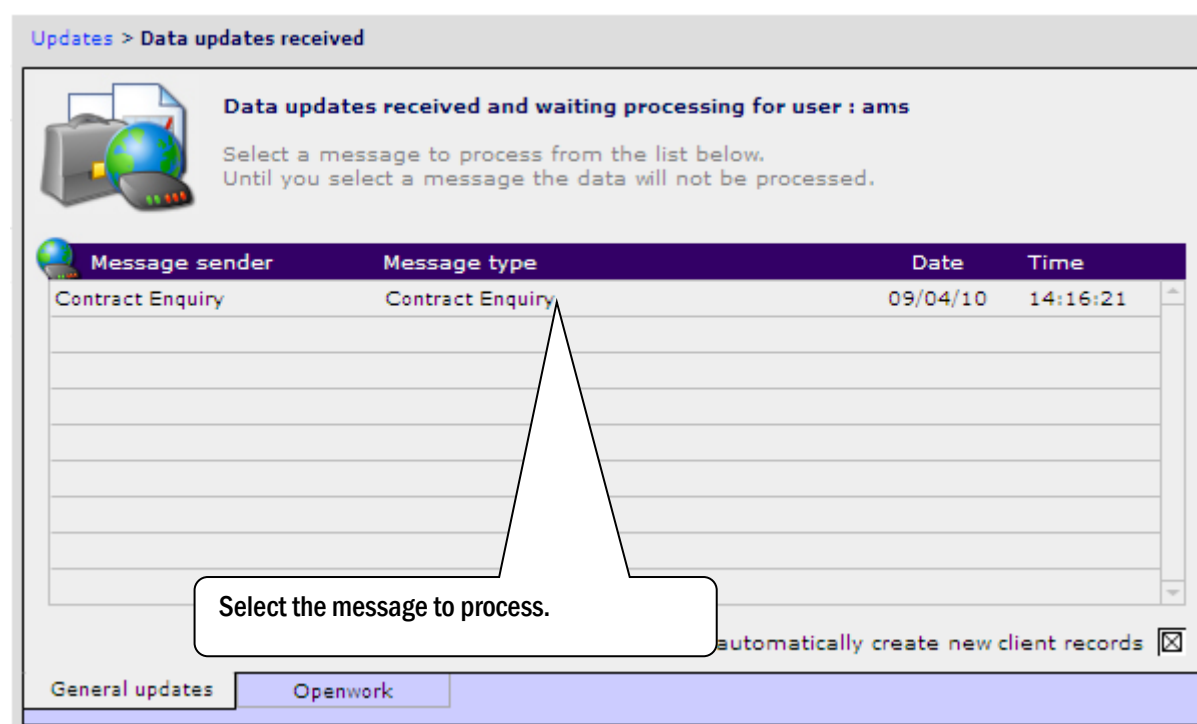 Updates > Data updates received
Data updates received and waiting processing for user : ams
Select a message to process from the list below.
Until you select a message the data will not be processed.
Message sender Message type Date Time
Contract Enquiry Contract Enquiry 09/04/10 14:16:21
Select the message to process.
automatically create new client records
General updates Openwork